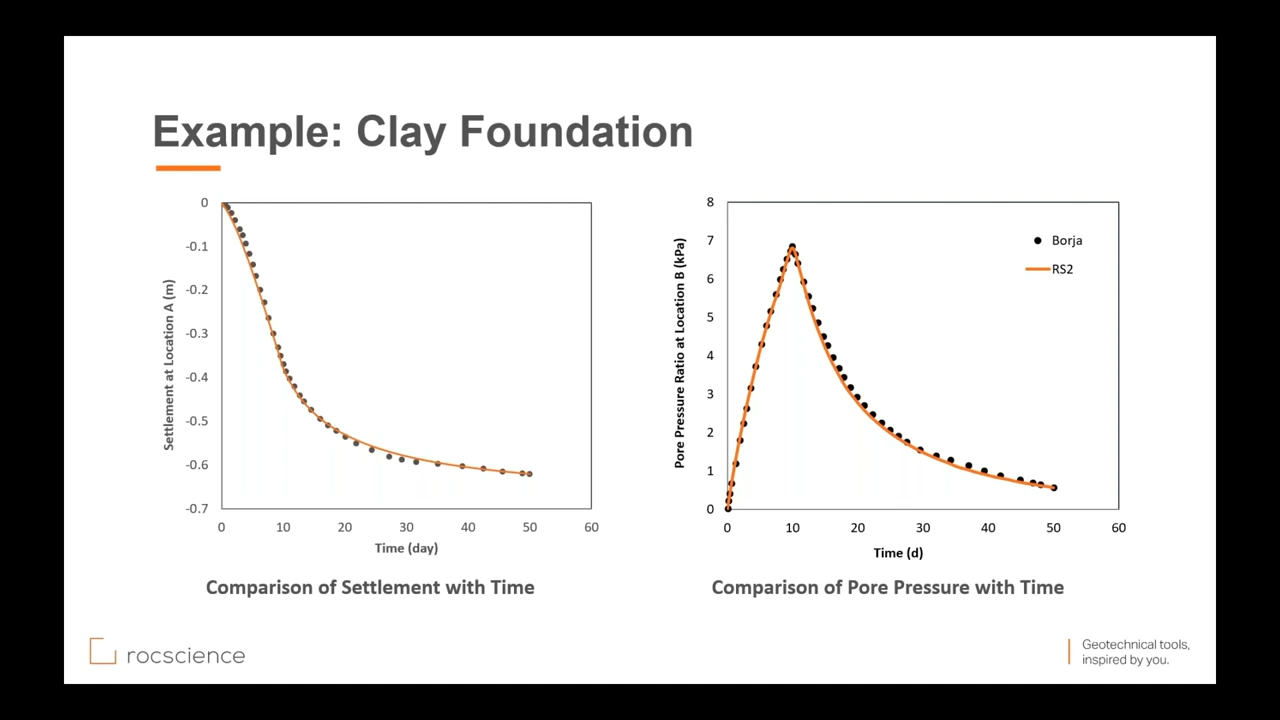 Example: Clay Foundation
0
-0.1
-0.2
-0.3
-0.4
-0.5
-0.6
-0.7
Settlement at Location A (m)
0 10 20 30 40 50 60
Time (day)
Comparison of Settlement with Time
8
7
6
5
4
3
2
1
0
Pore Pressure Ratio at Location B (kPa)
Borja
RS2
0 10 20 30 40 50 60
Time (d)
Comparison of Pore Pressure with Time
rocscience
Geotechnical tools,
inspired by you.